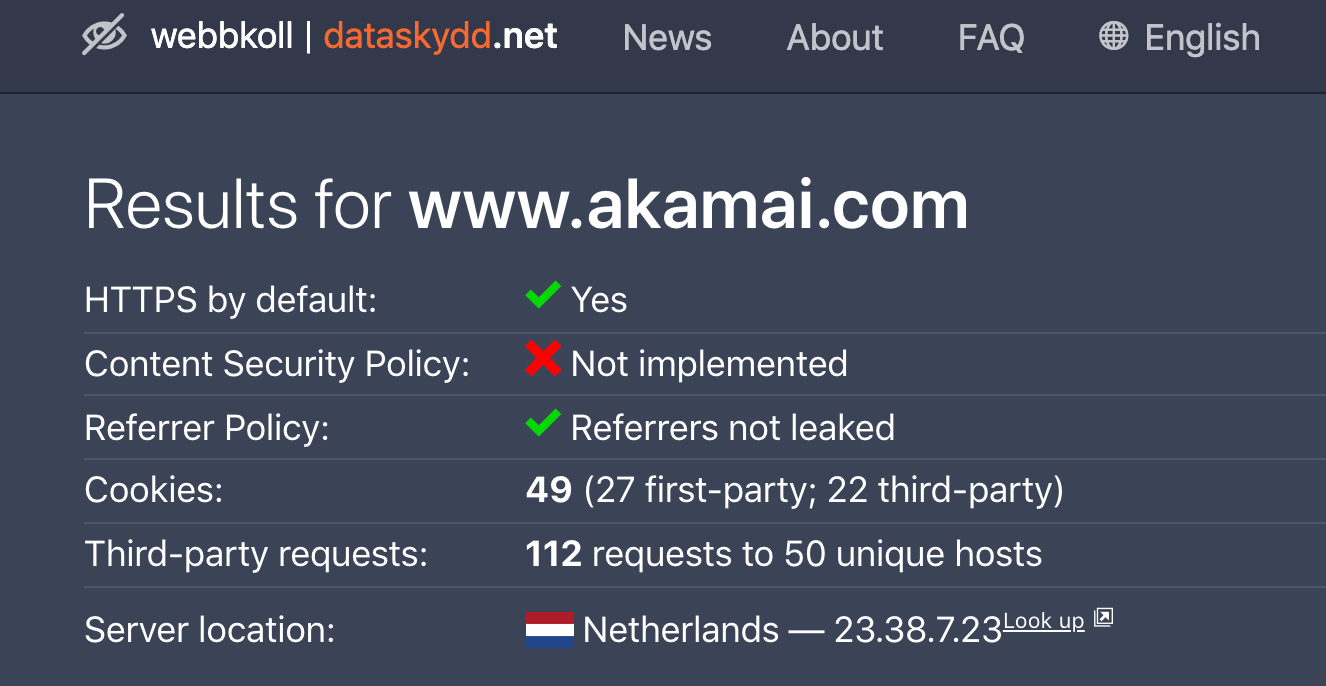 webbkoll | dataskydd.net News About FAQ English
Results for www.akamai.com
HTTPS by default: Yes
Content Security Policy: Not implemented
Referrer Policy: Referrers not leaked
Cookies: 49 (27 first-party; 22 third-party)
Third-party requests: 112 requests to 50 unique hosts
Server location: Netherlands — 23.38.7.23 Look up